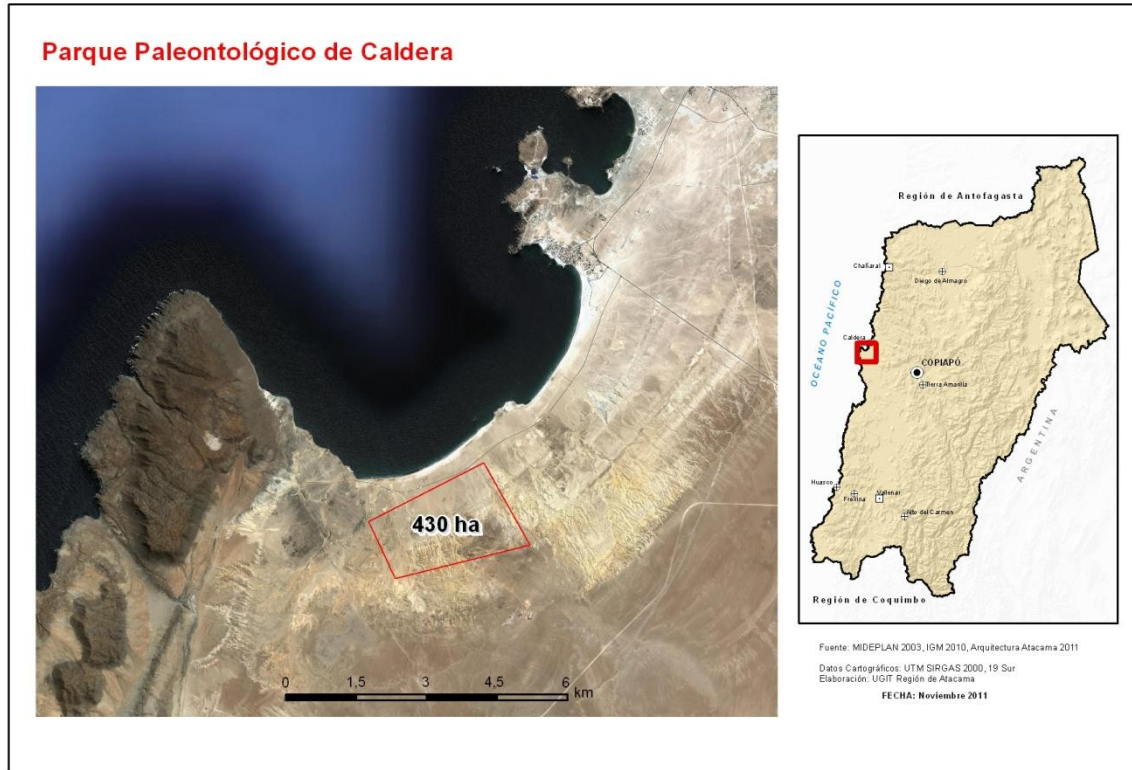 Parque Paleontológico de Caldera
430 ha
0 1,5 3 4,5 6
km
Región de Antofagasta
Chañaral
Diego de Almagro
OCÉANO PACÍFICO
Caldera
COPIAPÓ
Tierra Amarilla
ARGENTINA
Huasco
Freirina
Vallenar
Alto del Carmen
Región de Coquimbo
Fuente: MIDEPLAN 2003, IGM 2010, Arquitectura Atacama 2011
Datos Cartográficos: UTM SIRGAS 2000, 19 Sur
Elaboración: UGIT Región de Atacama
FECHA: Noviembre 2011